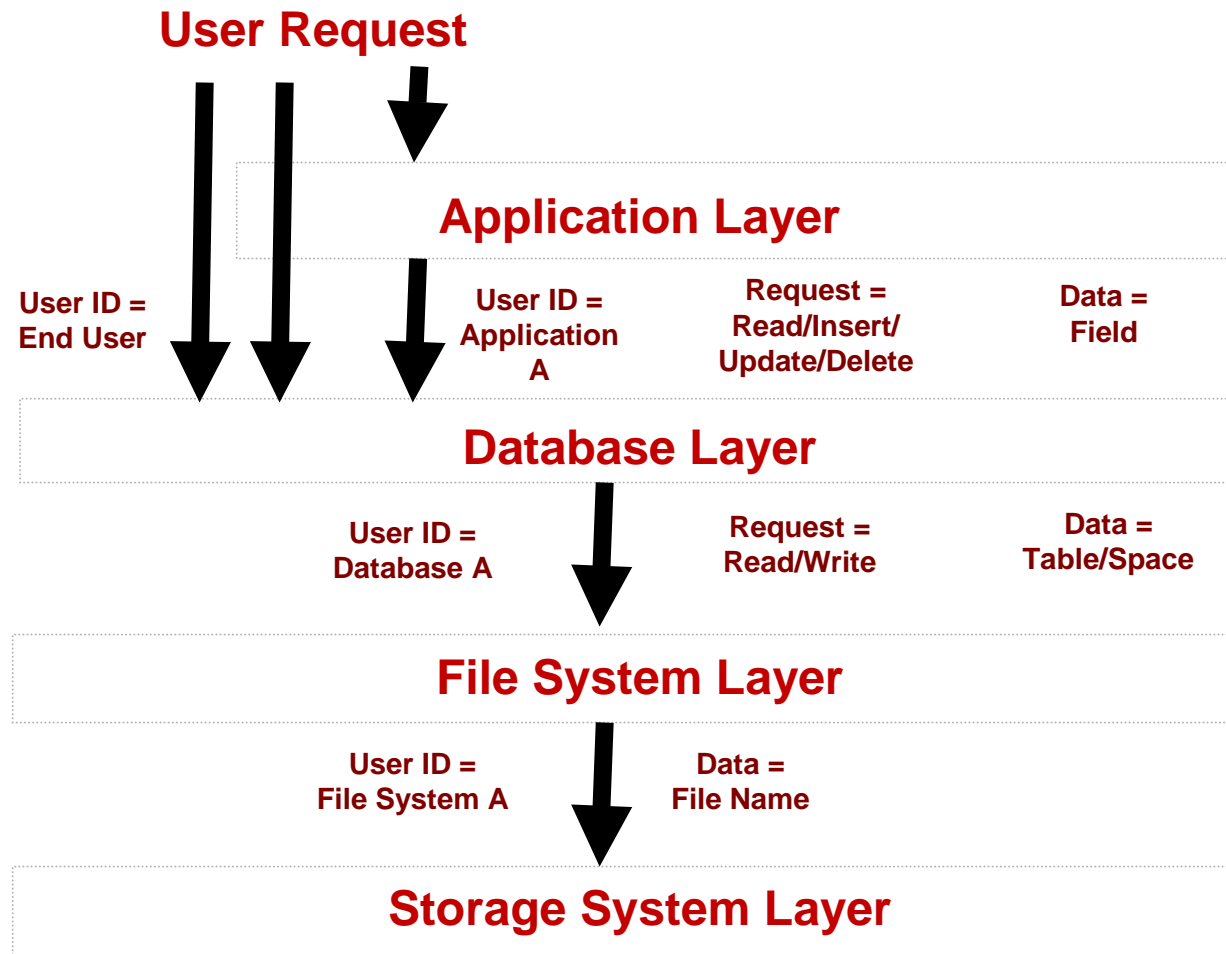 User Request
Application Layer
User ID =
End User
User ID =
Application
A
Request =
Read/Insert/
Update/Delete
Data =
Field
Database Layer
User ID =
Database A
Request =
Read/Write
Data =
Table/Space
File System Layer
User ID =
File System A
Data =
File Name
Storage System Layer